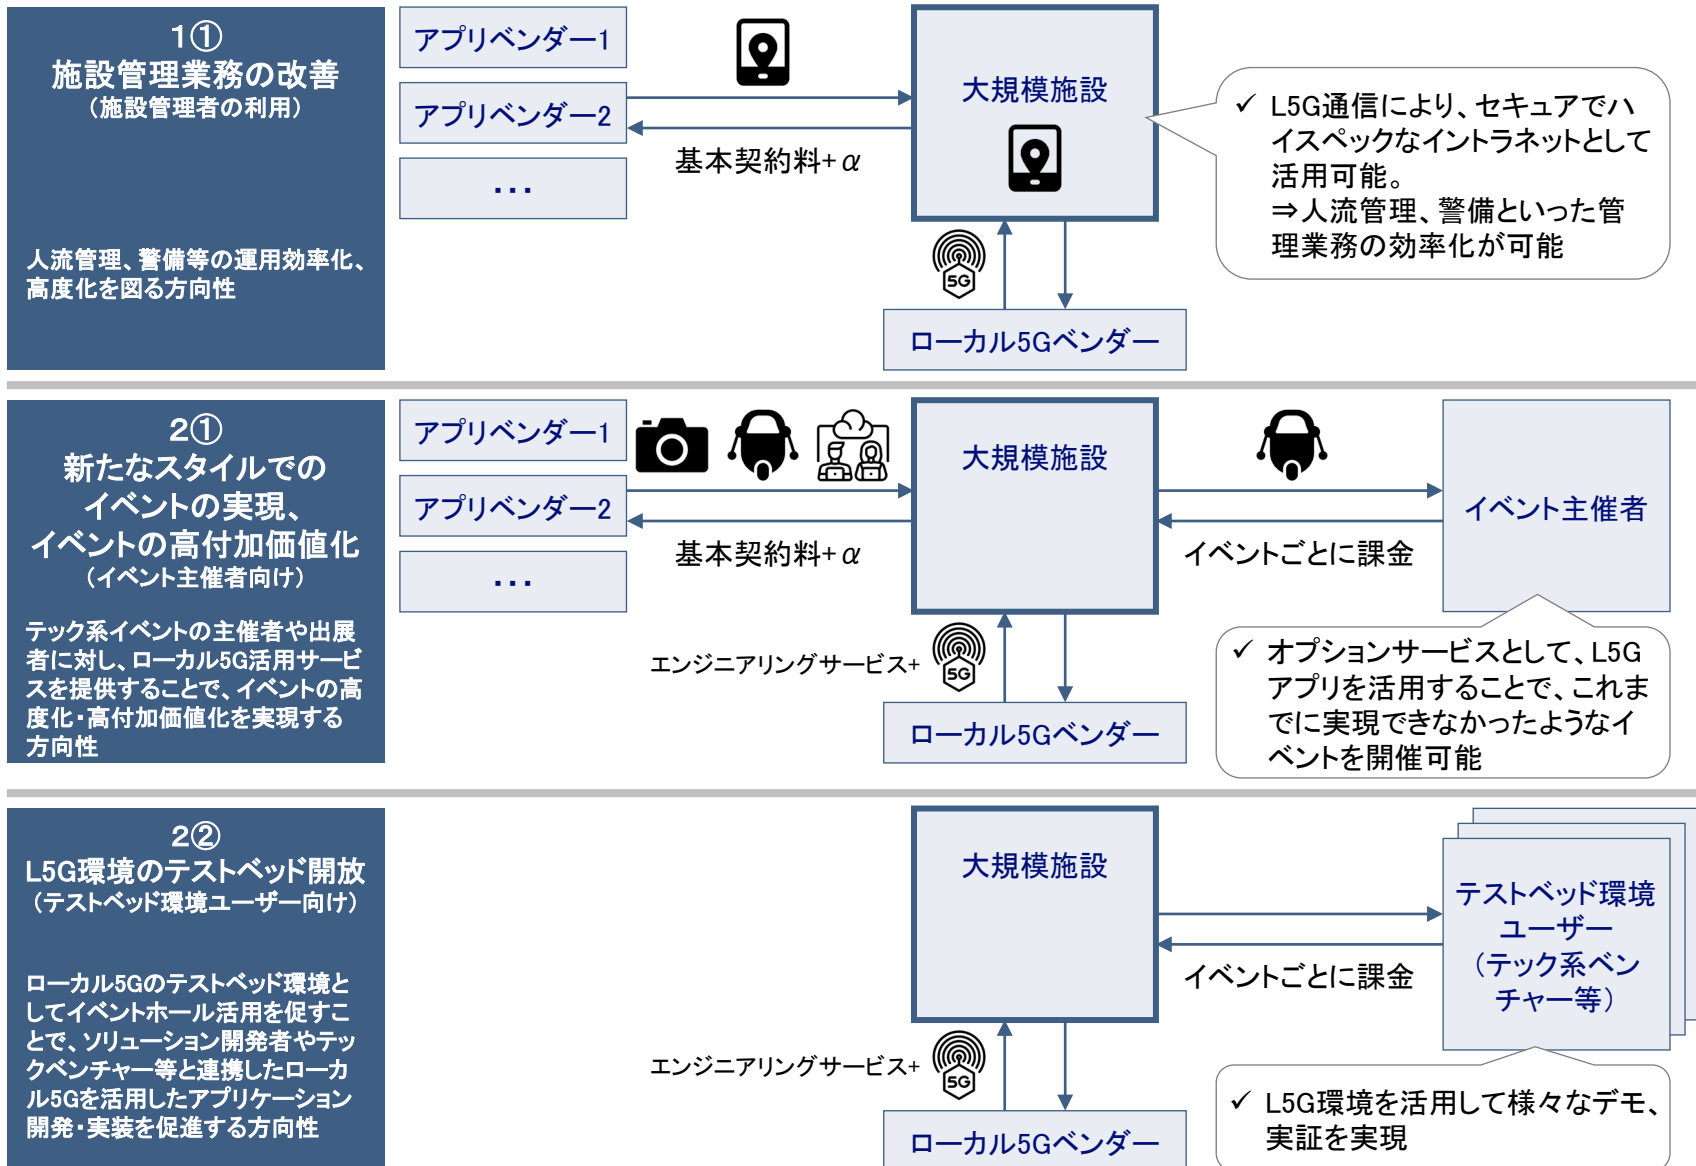 1①
施設管理業務の改善
（施設管理者の利用）
人流管理、警備等の運用効率化、
高度化を図る方向性
アプリベンダー1
アプリベンダー2
・・・
基本契約料+α
大規模施設
5G
ローカル5Gベンダー
✓ L5G通信により、セキュアでハ
イスペックなイントラネットとして
活用可能。
⇒人流管理、警備といった管
理業務の効率化が可能
2①
新たなスタイルでの
イベントの実現、
イベントの高付加価値化
（イベント主催者向け）
テック系イベントの主催者や出展
者に対し、ローカル5G活用サービ
スを提供することで、イベントの高
度化・高付加価値化を実現する
方向性
アプリベンダー1
アプリベンダー2
・・・
基本契約料+α
大規模施設
イベントごとに課金
イベント主催者
エンジニアリングサービス+
5G
ローカル5Gベンダー
✓ オプションサービスとして、L5G
アプリを活用することで、これま
でに実現できなかったようなイ
ベントを開催可能
2②
L5G環境のテストベッド開放
（テストベッド環境ユーザー向け）
ローカル5Gのテストベッド環境と
してイベントホール活用を促すこ
とで、ソリューション開発者やテッ
クベンチャー等と連携したローカ
ル5Gを活用したアプリケーション
開発・実装を促進する方向性
大規模施設
イベントごとに課金
テストベッド環境
ユーザー
（テック系ベン
チャー等）
エンジニアリングサービス+
5G
ローカル5Gベンダー
✓ L5G環境を活用して様々なデモ、
実証を実現